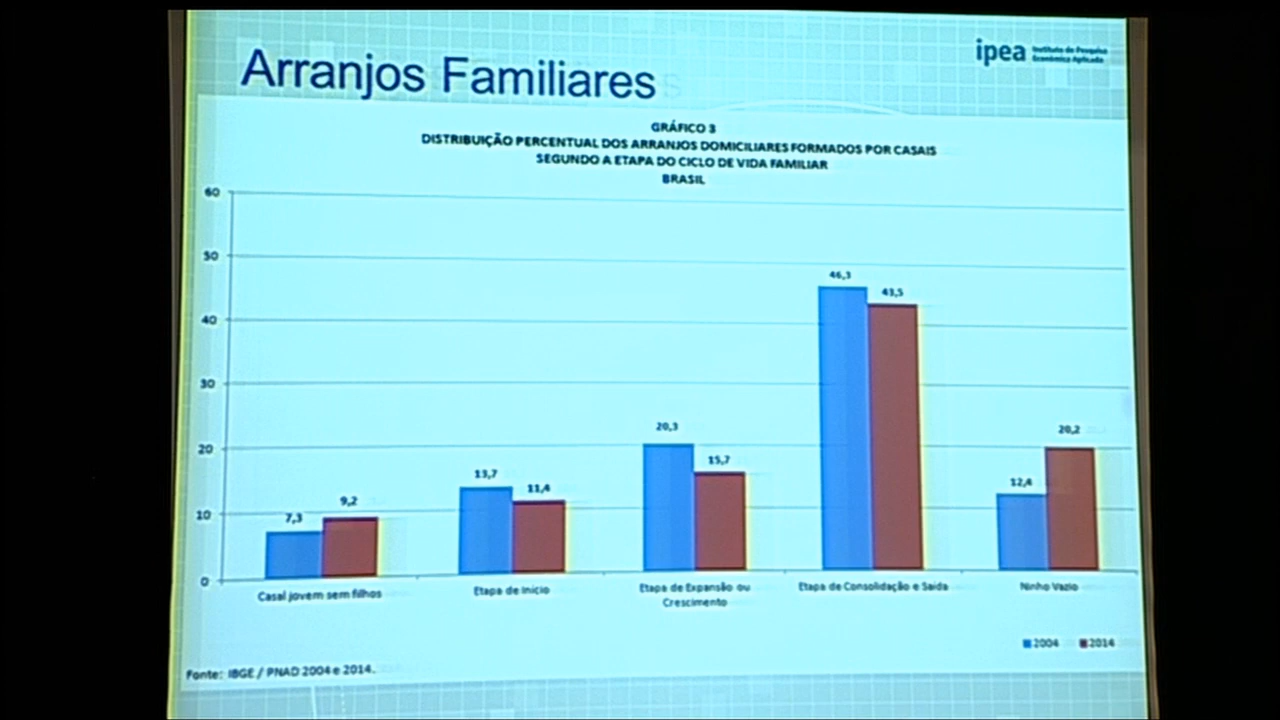 Arranjos Familiares
ipea Instituto de Pesquisa
Econômica Aplicada
GRÁFICO 3
DISTRIBUIÇÃO PERCENTUAL DOS ARRANJOS DOMICILIARES FORMADOS POR CASAIS
SEGUNDO A ETAPA DO CICLO DE VIDA FAMILIAR
BRASIL
60
50
40
30
20
10
0
7,3
9,2
13,7
11,4
20,3
15,7
46,3
43,5
12,4
20,2
Casal jovem sem filhos
Etapa de Inicio
Etapa de Expansão ou
Crescimento
Etapa de Consolidação e Saída
Ninho Vazio
2004 2014
Fonte: IBGE / PNAD 2004 e 2014.